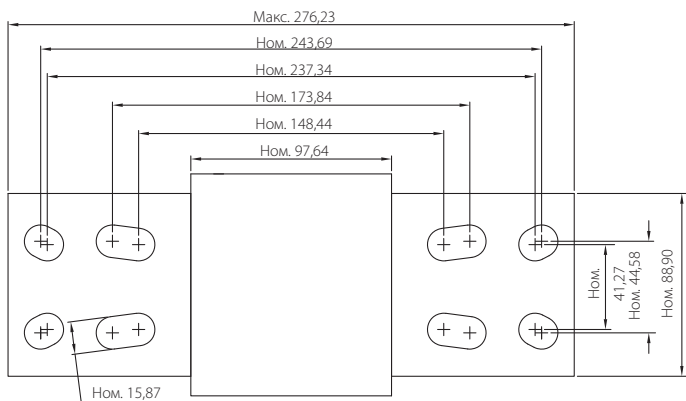 Макс. 276,23
Ном. 243,69
Ном. 237,34
Ном. 173,84
Ном. 148,44
Ном. 97,64
Ном.
41,27
Ном. 44,58
Ном. 88,90
Ном. 15,87